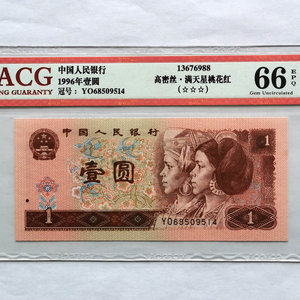 ACG
NG GUARANTY
中国人民银行
1996年壹圆
冠号：YO68509514
13676988
高密丝·满天星桃花红
(☆☆☆)
66
EPQ
Gem Uncirculated
中国人民银行
1
壹圆
1
1
YO68509514